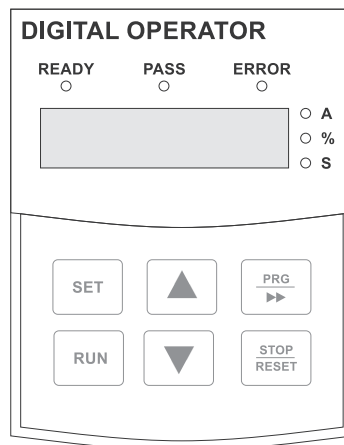 DIGITAL OPERATOR
READY PASS ERROR
A
%
S
SET PRG
RUN STOP
RESET